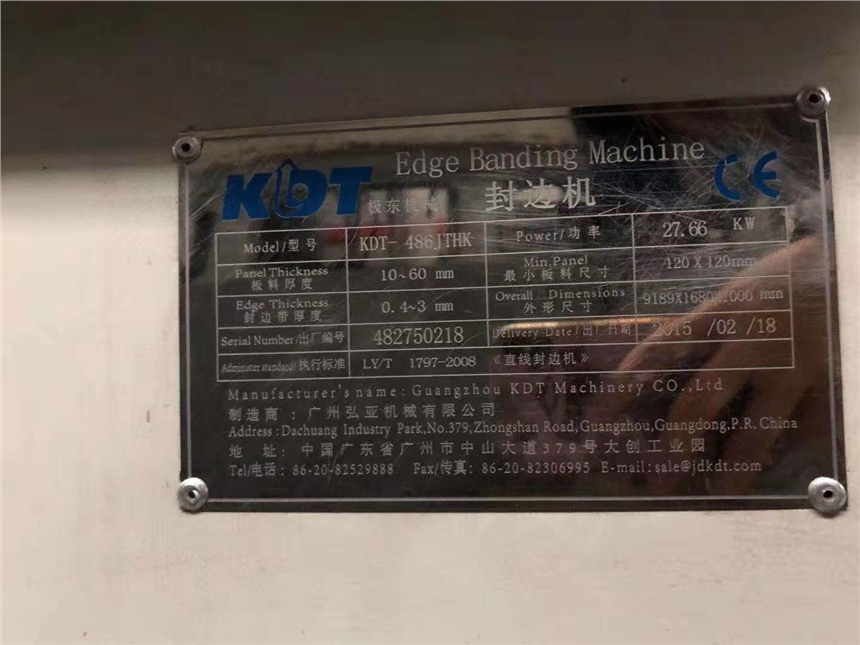 Edge Banding Machine
KDT 极东机械 封边机 CE
Model/型号 KDT- 486JTHK Power/功率 27.66 KW
Panel Thickness 板料厚度 10~60 mm Min.Panel 最小板料尺寸 120X120mm
Edge Thickness 封边带厚度 0.4~3 mm Overall Dimensions 外形尺寸 9189X1680X1000 mm
Serial Number/出厂编号 482750218 Delivery Date/出厂日期 2015 /02 /18
Administer standard/执行标准 LY/T 1797-2008 《直线封边机》
Manufacturer's name: Guangzhou KDT Machinery CO.,Ltd
制造商：广州弘亚机械有限公司
Address:Dachuang Industry Park,No.379,Zhongshan Road,Guangzhou,Guangdong,P.R.China
地 址: 中国广东省广州市中山大道379号大创工业园
Tel/电话: 86-20-82529888 Fax/传真: 86-20-82306995 E-mail:sale@jdkdt.com